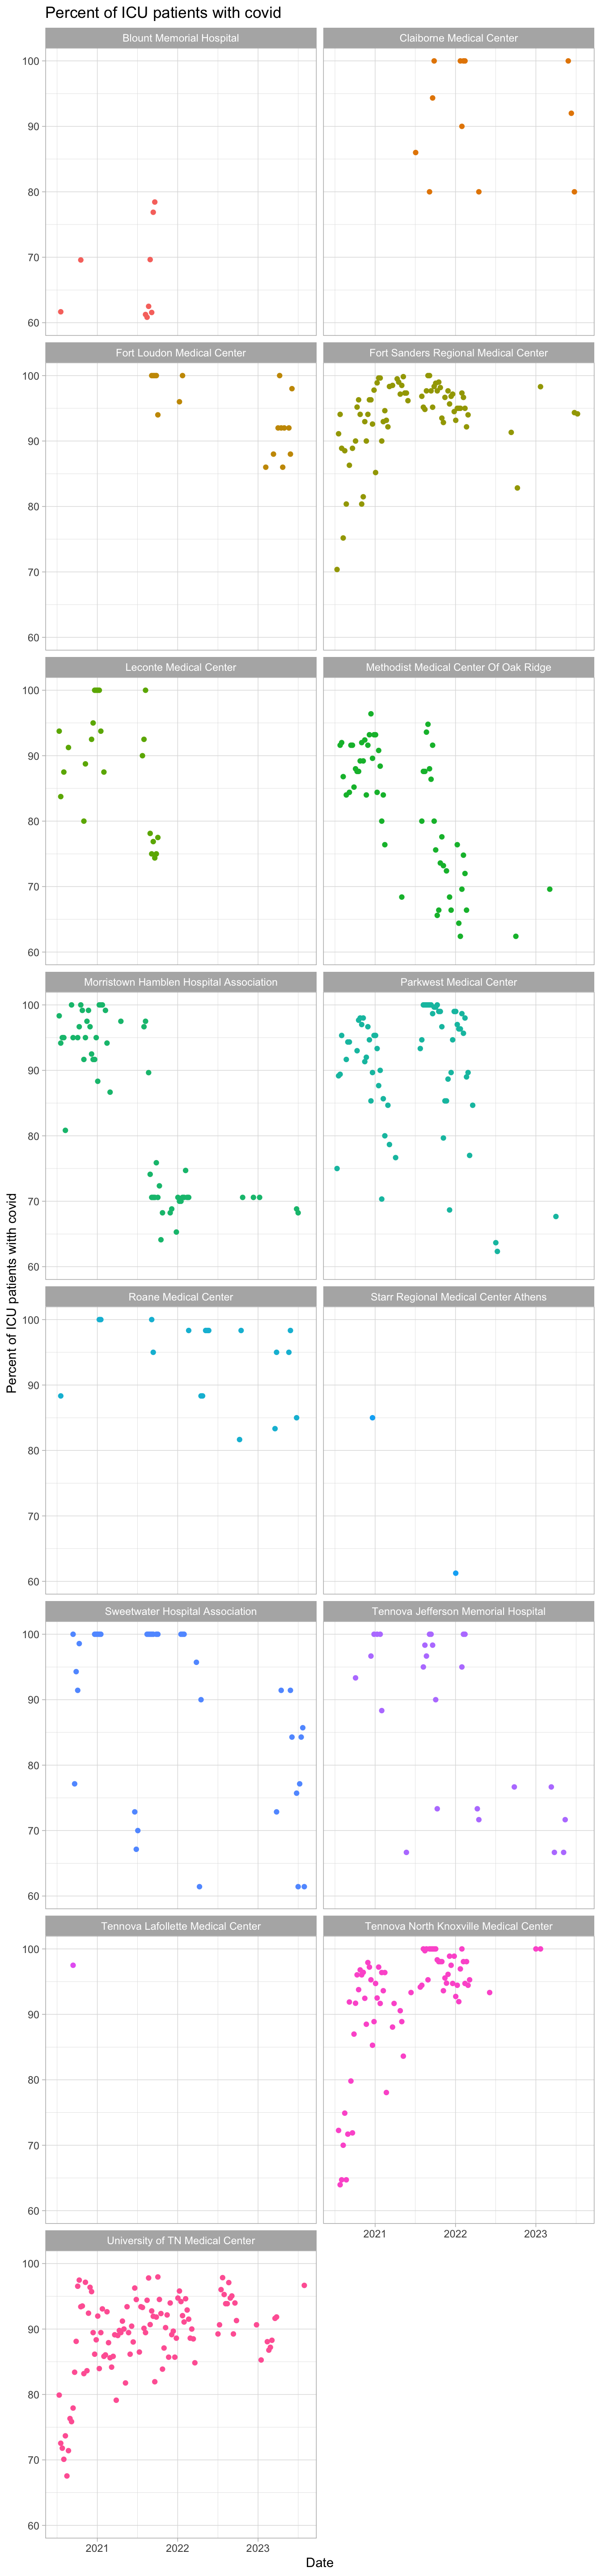 Percent of ICU patients with covid
Blount Memorial Hospital
Claiborne Medical Center
100
90
80
70
60
Fort Loudon Medical Center
Fort Sanders Regional Medical Center
100
90
80
70
60
Leconte Medical Center
Methodist Medical Center Of Oak Ridge
100
90
80
70
60
Morristown Hamblen Hospital Association
Parkwest Medical Center
100
90
80
70
60
Percent of ICU patients witth covid
Roane Medical Center
Starr Regional Medical Center Athens
100
90
80
70
60
Sweetwater Hospital Association
Tennova Jefferson Memorial Hospital
100
90
80
70
60
Tennova Lafollette Medical Center
Tennova North Knoxville Medical Center
100
90
80
70
60
2021
2022
2023
University of TN Medical Center
100
90
80
70
60
2021
2022
2023
Date